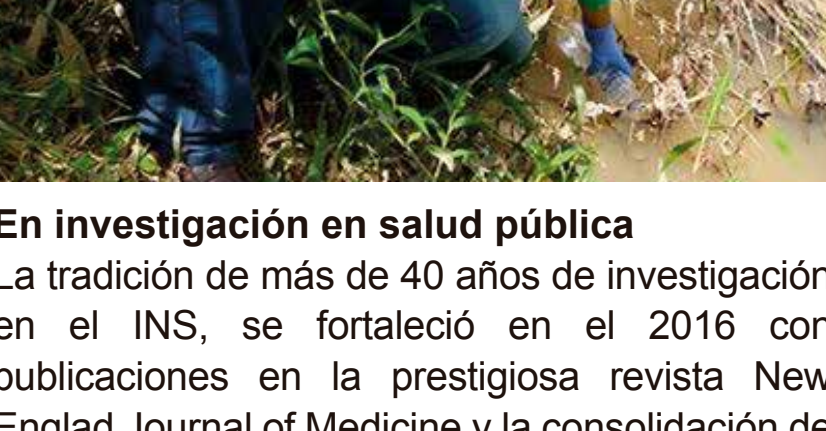 En investigación en salud pública
La tradición de más de 40 años de investigación
en el INS, se fortaleció en el 2016 con
publicaciones en la prestigiosa revista New
Englad Journal of Medicine y la consolidación de